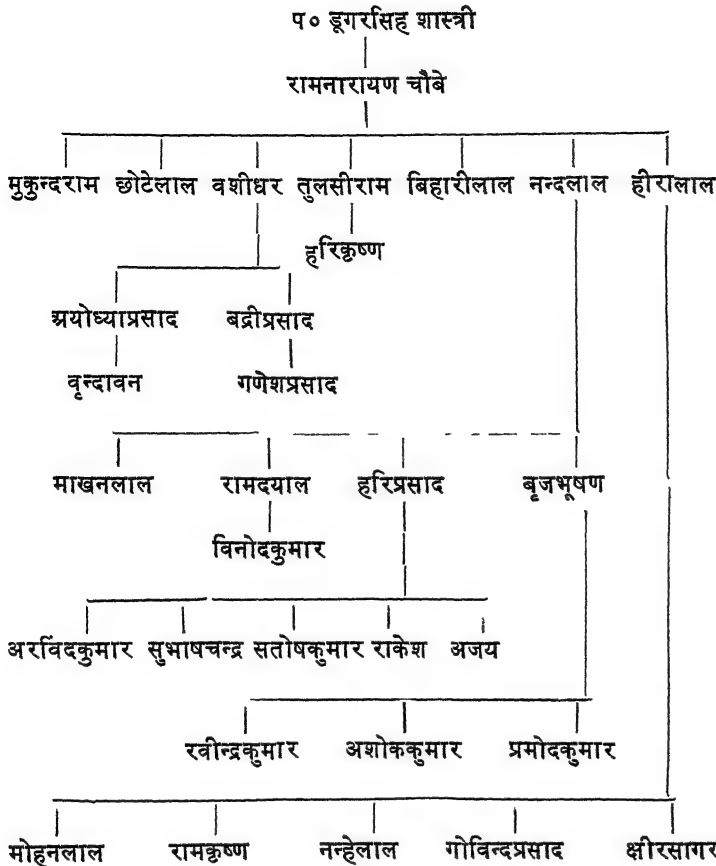 प० डूगरसिह शास्त्री
रामनारायण चौबे
मुकुन्दराम छोटेलाल वशीधर तुलसीराम बिहारीलाल नन्दलाल हीरालाल
हरिकृष्ण
अयोध्याप्रसाद बद्रीप्रसाद
वृन्दावन गणेशप्रसाद
माखनलाल रामदयाल हरिप्रसाद बृजभूषण
विनोदकुमार
अरविंदकुमार सुभाषचन्द्र सतोषकुमार राकेश अजय
रवीन्द्रकुमार अशोककुमार प्रमोदकुमार
मोहनलाल रामकृष्ण नन्हेलाल गोविन्दप्रसाद क्षीरसागर